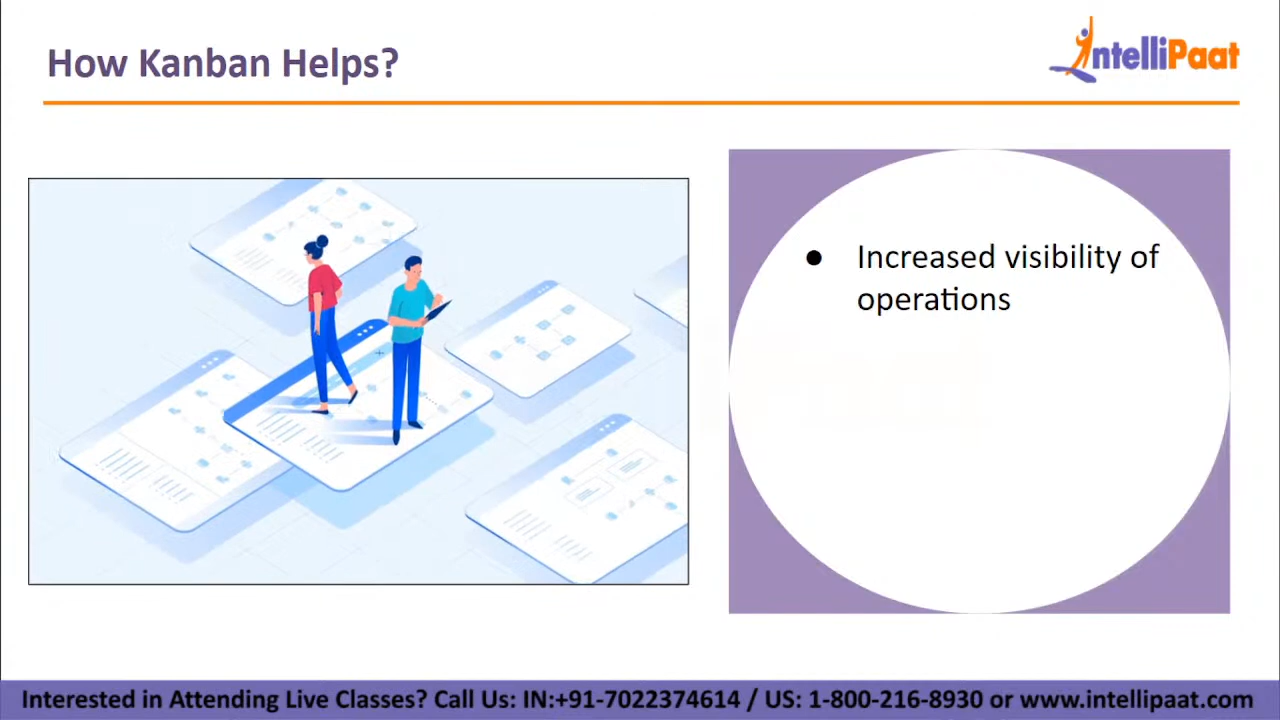 How Kanban Helps?
IntelliPaat
● Increased visibility of
operations
Interested in Attending Live Classes? Call Us: IN:+91-7022374614 / US: 1-800-216-8930 or www.intellipaat.com